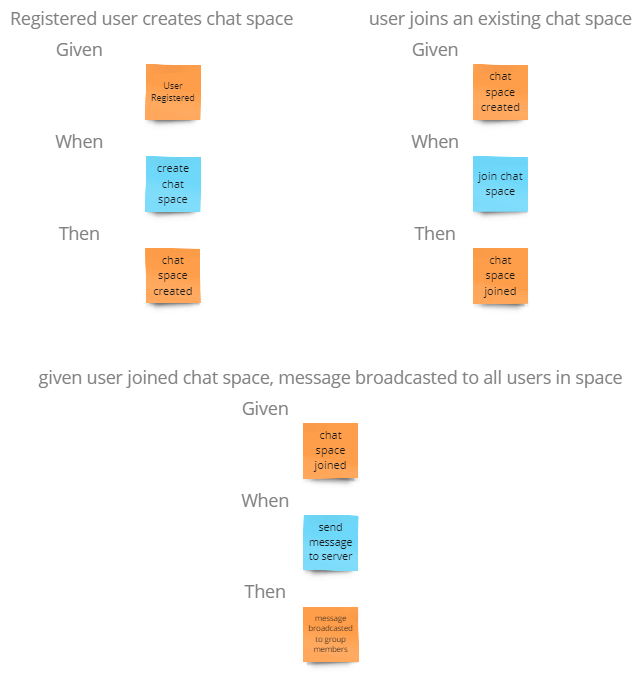 Registered user creates chat space
Given
User
Registered
When
create
chat
space
Then
chat
space
created
user joins an existing chat space
Given
chat
space
created
When
join chat
space
Then
chat
space
joined
given user joined chat space, message broadcasted to all users in space
Given
chat
space
joined
When
send
message
to server
Then
message
broadcasted
to group
members